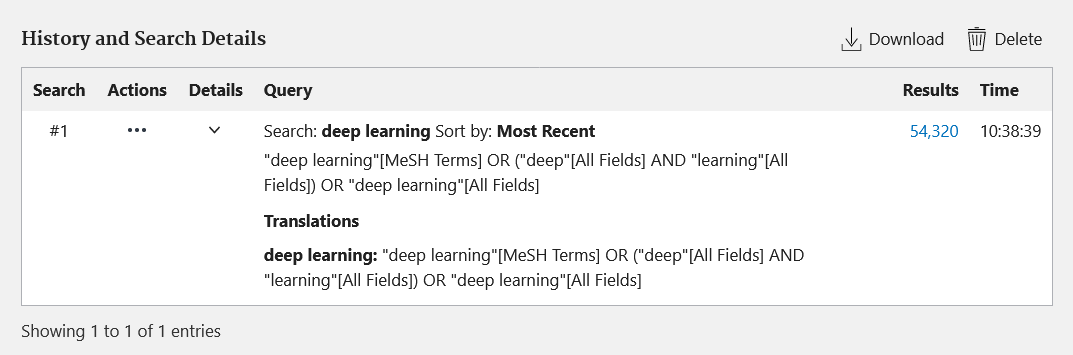 History and Search Details
Download
Delete
Search Actions Details Query Results Time
#1 ••• Search: deep learning Sort by: Most Recent 54,320 10:38:39
"deep learning"[MeSH Terms] OR ("deep"[All Fields] AND "learning"[All
Fields]) OR "deep learning"[All Fields]
Translations
deep learning: "deep learning"[MeSH Terms] OR ("deep"[All Fields] AND
"learning"[All Fields]) OR "deep learning"[All Fields]
Showing 1 to 1 of 1 entries